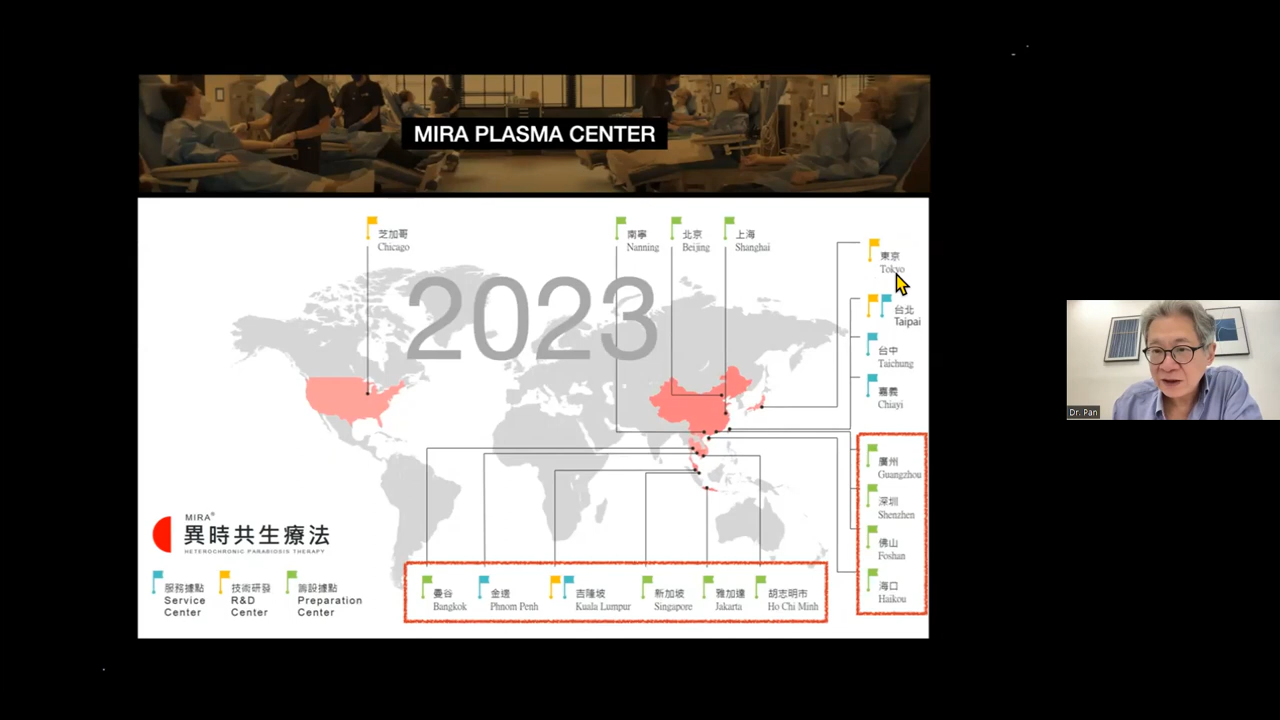 MIRA PLASMA CENTER
2023
芝加哥
Chicago
南寧
Nanning
北京
Beijing
上海
Shanghai
東京
Tokyo
台北
Taipai
台中
Taichung
嘉義
Chiayi
廣州
Guangzhou
深圳
Shenzhen
佛山
Foshan
海口
Haikou
MIRA®
異時共生療法
HETEROCHRONIC PARABIOSIS THERAPY
服務據點
Service
Center
技術研發
R&D
Center
籌設據點
Preparation
Center
曼谷
Bangkok
金邊
Phnom Penh
吉隆坡
Kuala Lumpur
新加坡
Singapore
雅加達
Jakarta
胡志明市
Ho Chi Minh
Dr. Pan